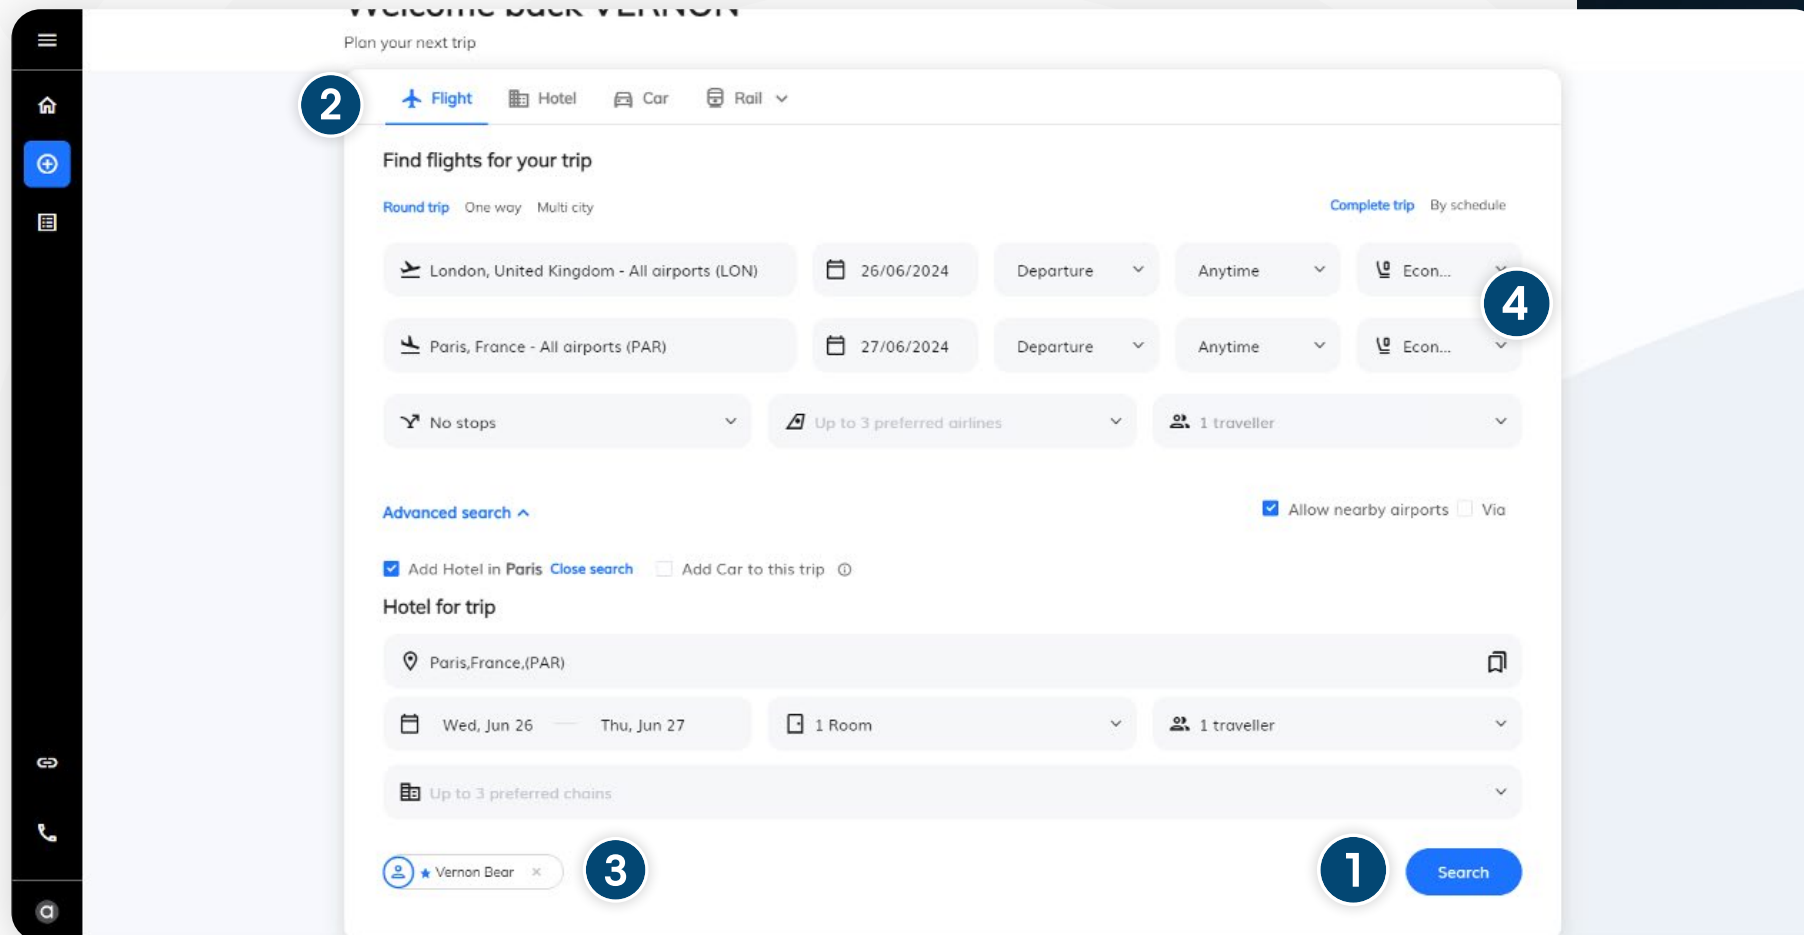 Welcome back VERNON
Plan your next trip
2
Flight Hotel Car Rail
Find flights for your trip
Round trip One way Multi city Complete trip By schedule
London, United Kingdom - All airports (LON) 26/06/2024 Departure Anytime Econ...
4
Paris, France - All airports (PAR) 27/06/2024 Departure Anytime Econ...
No stops Up to 3 preferred airlines 1 traveller
Advanced search Allow nearby airports Via
Add Hotel in Paris Close search Add Car to this trip
Hotel for trip
Paris,France,(PAR)
Wed, Jun 26 Thu, Jun 27 1 Room 1 traveller
Up to 3 preferred chains
Vernon Bear 3 1 Search
a